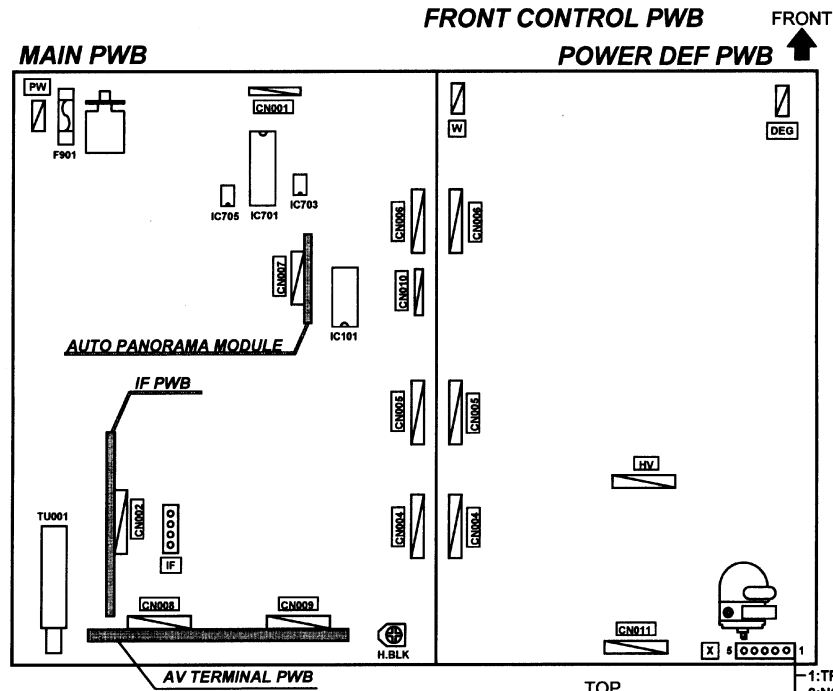 FRONT CONTROL PWB
FRONT
MAIN PWB
POWER DEF PWB
PW
F901
CN001
W
DEG
IC705
IC701
IC703
CN006
CN006
CN007
CN010
IC101
AUTO PANORAMA MODULE
IF PWB
CN005
CN005
HV
TU001
CN002
IF
CN004
CN004
CN008
CN009
H.BLK
CN011
X 5 1
AV TERMINAL PWB
TOP